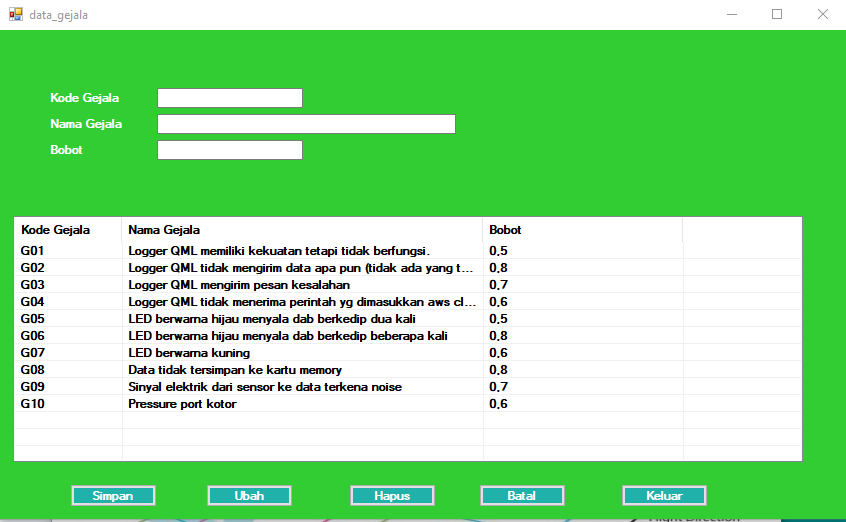 data_gejala
Kode Gejala
Nama Gejala
Bobot
Kode Gejala Nama Gejala Bobot
G01 Logger QML memiliki kekuatan tetapi tidak berfungsi. 0,5
G02 Logger QML tidak mengirim data apa pun (tidak ada yang t... 0,8
G03 Logger QML mengirim pesan kesalahan 0,7
G04 Logger QML tidak menerima perintah yg dimasukkan aws cl... 0,6
G05 LED berwarna hijau menyala dab berkedip dua kali 0,5
G06 LED berwarna hijau menyala dab berkedip beberapa kali 0,8
G07 LED berwarna kuning 0,6
G08 Data tidak tersimpan ke kartu memory 0,8
G09 Sinyal elektrik dari sensor ke data terkena noise 0,7
G10 Pressure port kotor 0,6
Simpan Ubah Hapus Batal Keluar
Flight Direction